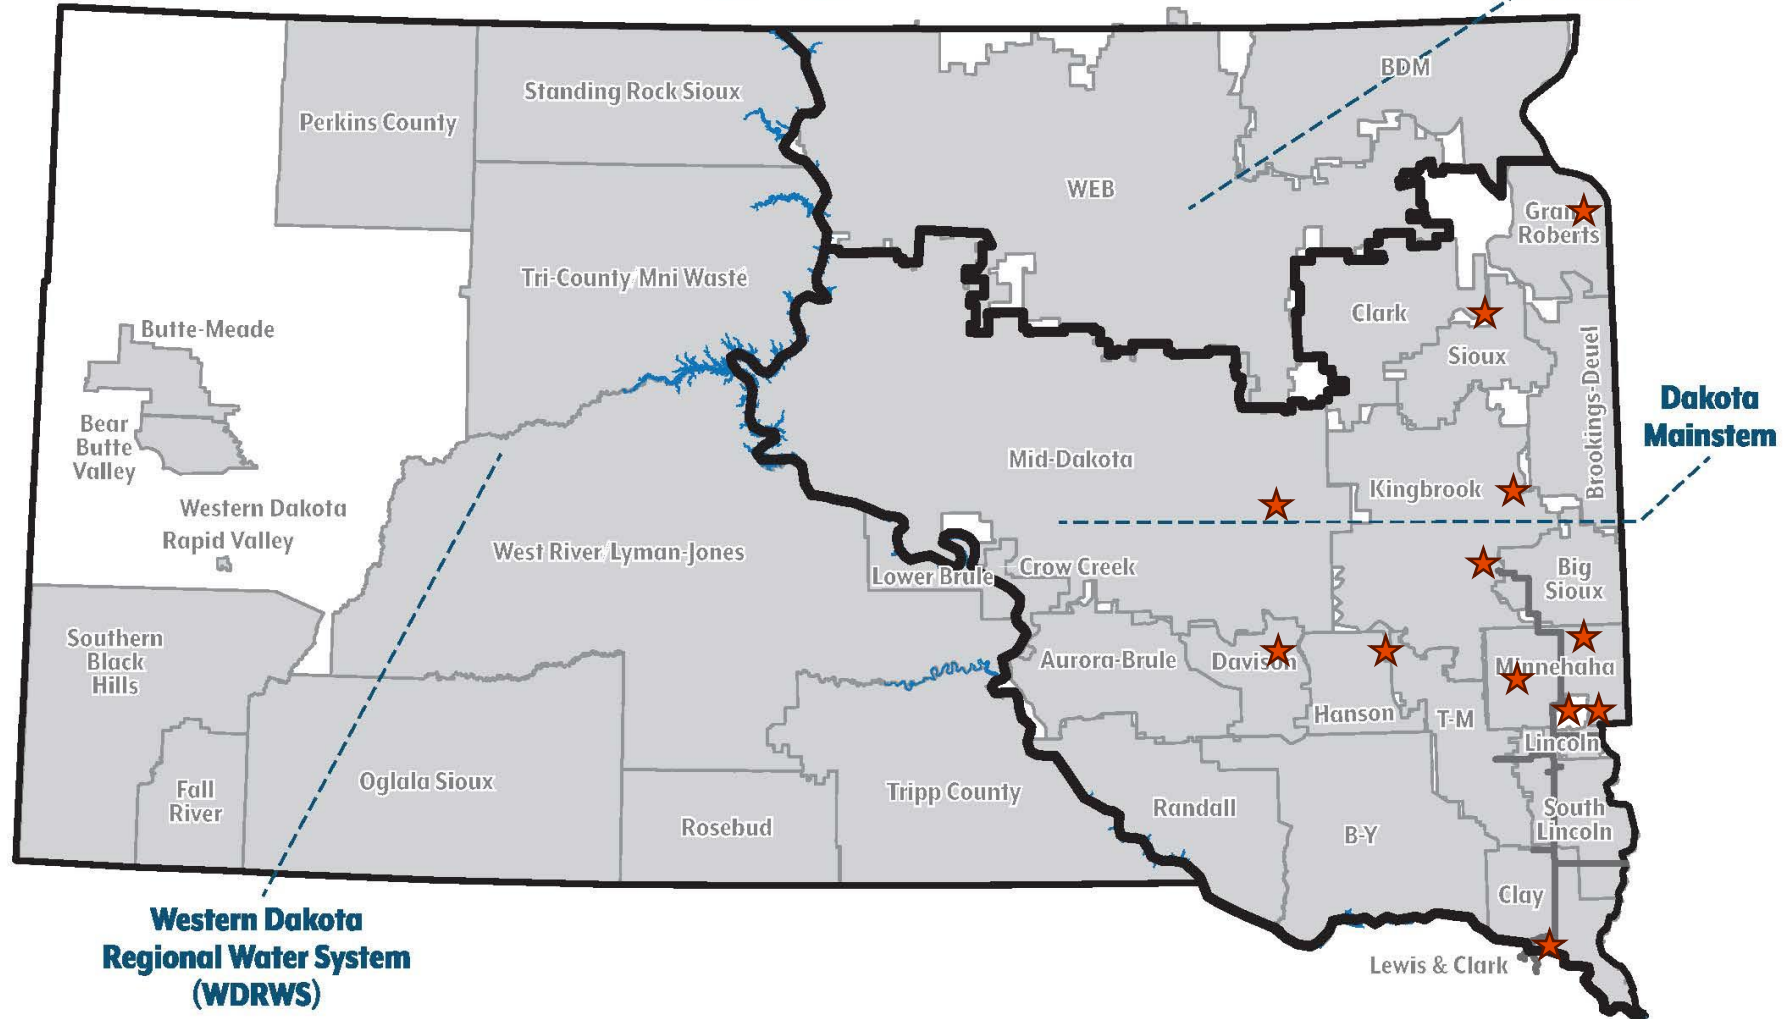 BDM
Standing Rock Sioux
Perkins County
WEB
Roberts
Tri-County/Mni Waste
Clark
Butte-Meade
Sioux
Brookings-Deuel
Dakota
Mainstem
Bear
Butte
Valley
Mid-Dakota
Kingbrook
Western Dakota
Rapid Valley
West River/Lyman-Jones
Lower Brule
Crow Creek
Big
Sioux
Southern
Black
Hills
Aurora-Brule
Davison
Minnehaha
Hanson
T-M
Lincoln
Fall
River
Oglala Sioux
Tripp County
Rosebud
Randall
B-Y
South
Lincoln
Clay
Western Dakota
Regional Water System
(WDRWS)
Lewis & Clark